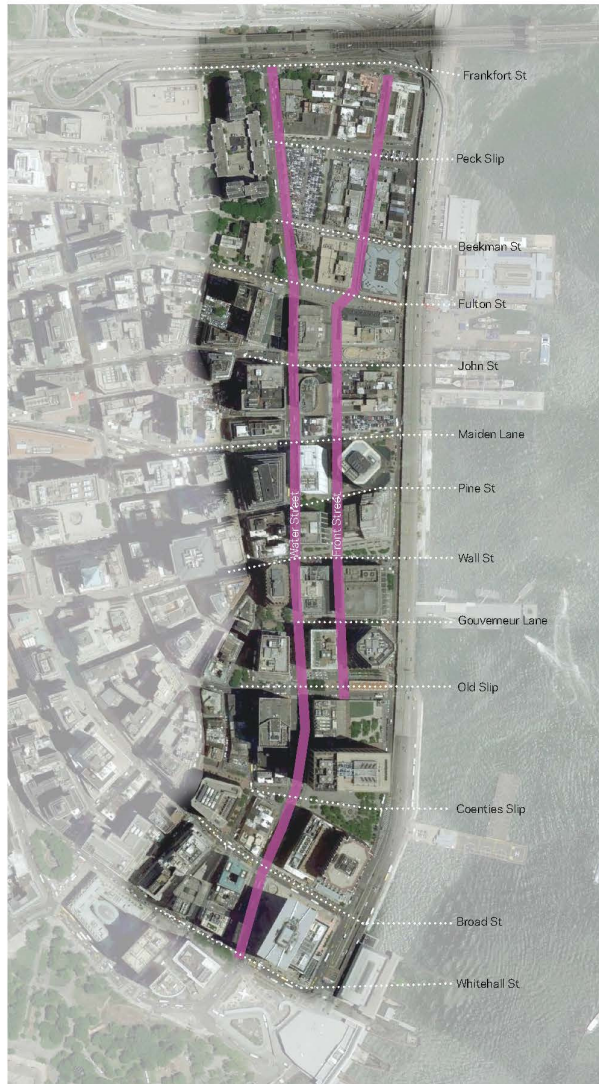 Frankfort St
Peck Slip
Beekman St
Fulton St
John St
Maiden Lane
Pine St
Water Street
Front Street
Wall St
Gouverneur Lane
Old Slip
Coenties Slip
Broad St
Whitehall St